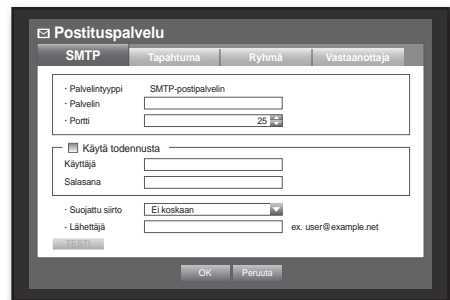 Postituspalvelu
SMTP Tapahtuma Ryhmä Vastaanottaja
· Palvelintyyppi SMTP-postipalvelin
· Palvelin
· Portti 25
Käytä todennusta
Käyttäjä
Salasana
· Suojattu siirto Ei koskaan
· Lähettäjä ex. user@example.net
TESTI
OK Peruuta